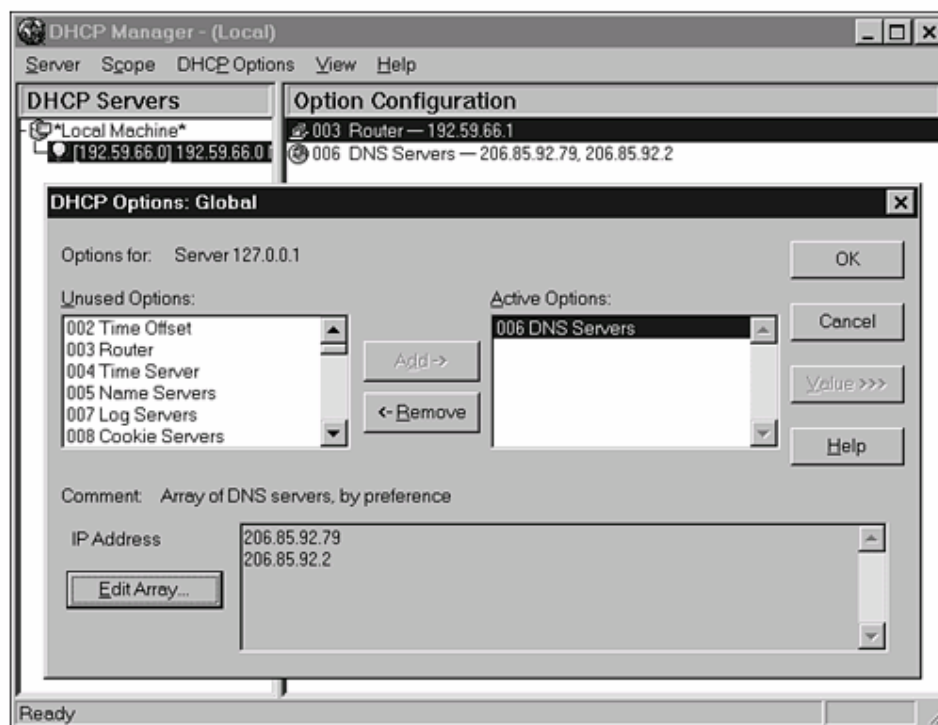 DHCP Manager - (Local)
Server Scope DHCP Options View Help
DHCP Servers
Option Configuration
*Local Machine*
[192.59.66.0] 192.59.66.0 [
003 Router — 192.59.66.1
006 DNS Servers — 206.85.92.79, 206.85.92.2
DHCP Options: Global
Options for: Server 127.0.0.1
OK
Unused Options:
Active Options:
002 Time Offset
003 Router
004 Time Server
005 Name Servers
007 Log Servers
008 Cookie Servers
Add ->
<- Remove
006 DNS Servers
Cancel
Value >>>
Help
Comment: Array of DNS servers, by preference
IP Address
206.85.92.79
206.85.92.2
Edit Array...
Ready